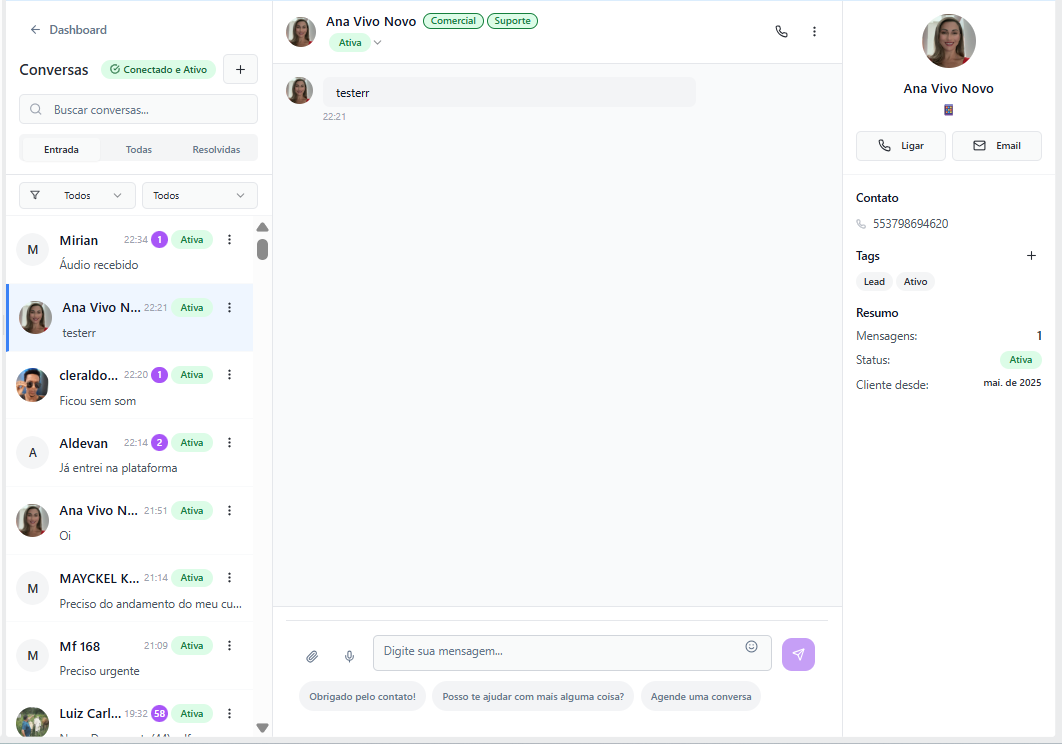 Dashboard
Conversas
Conectado e Ativo
+
Buscar conversas...
Entrada
Todas
Resolvidas
Todos
Todos
M
Mirian
22:34
1
Ativa
Áudio recebido
Ana Vivo N...
22:21
Ativa
testerr
cleraldo...
22:20
1
Ativa
Ficou sem som
A
Aldevan
22:14
2
Ativa
Já entrei na plataforma
Ana Vivo N...
21:51
Ativa
Oi
M
MAYCKEL K...
21:14
Ativa
Preciso do andamento do meu cu...
M
Mf 168
21:09
Ativa
Preciso urgente
Luiz Carl...
19:32
58
Ativa
Ana Vivo Novo
Comercial
Suporte
Ativa
testerr
22:21
Digite sua mensagem...
Obrigado pelo contato!
Posso te ajudar com mais alguma coisa?
Agende uma conversa
Ana Vivo Novo
Ligar
Email
Contato
553798694620
Tags
+
Lead
Ativo
Resumo
Mensagens:
1
Status:
Ativa
Cliente desde:
mai. de 2025